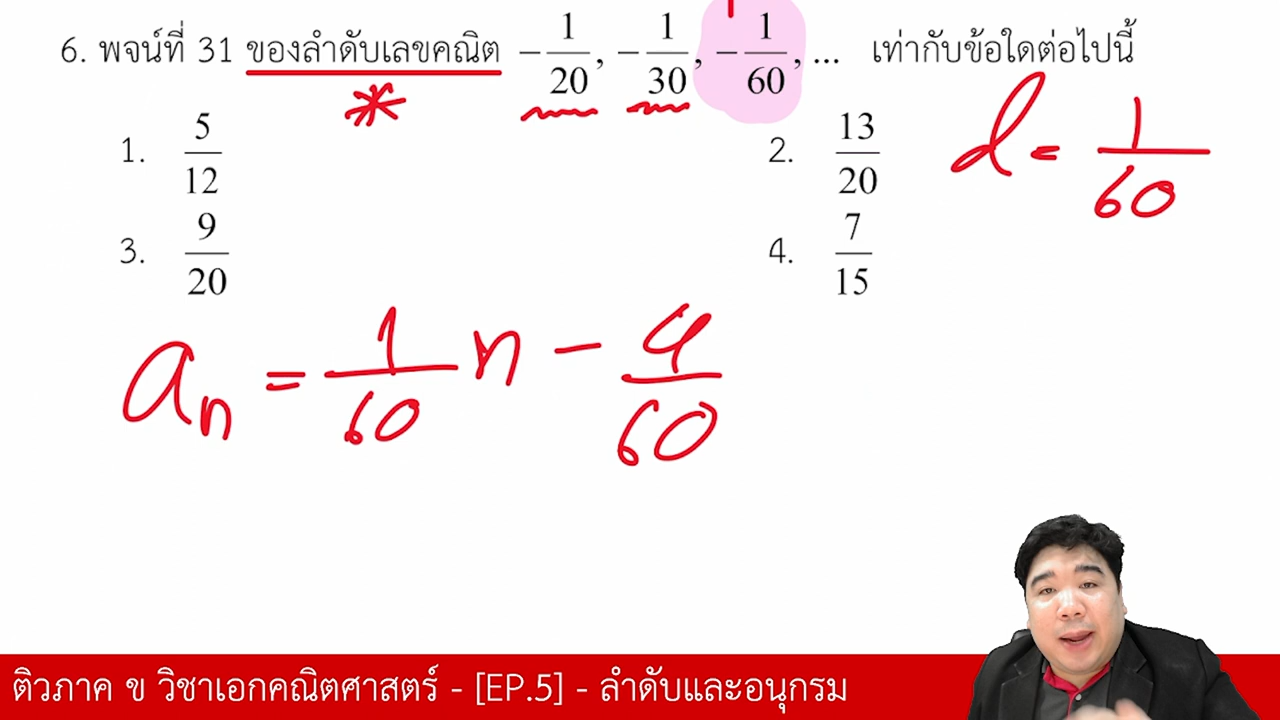 6. พจน์ที่ 31 ของลำดับเลขคณิต -1/20, -1/30, -1/60, ... เท่ากับข้อใดต่อไปนี้
1. 5/12
2. 13/20
d = 1/60
3. 9/20
4. 7/15
an = 1/60 n - 4/60
ติวภาค ข วิชาเอกคณิตศาสตร์ - [EP.5] - ลำดับและอนุกรม